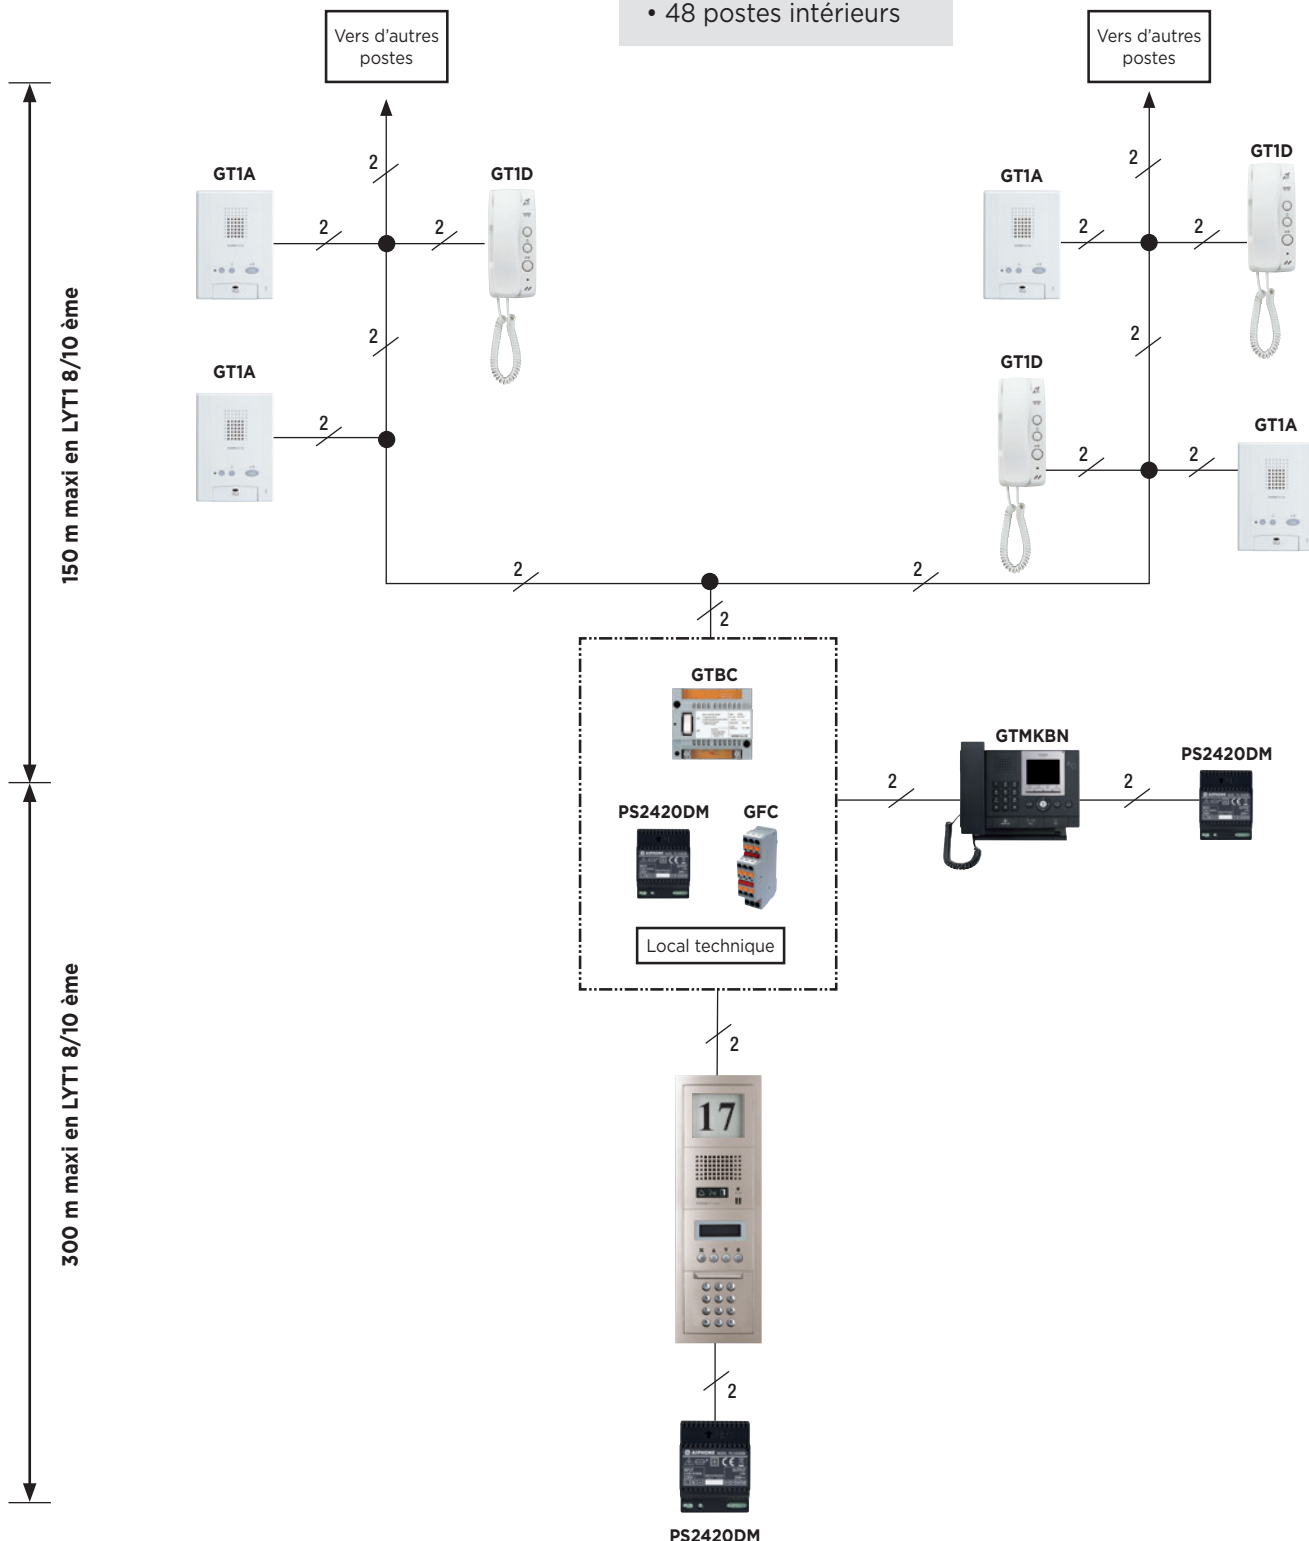 • 48 postes intérieurs
Vers d'autres
postes
Vers d'autres
postes
2
2
GT1A
GT1D
GT1A
GT1D
2
2
2
2
2
2
GT1A
GT1D
GT1A
2
2
2
150 m maxi en LYT1 8/10 ème
2
2
2
GTBC
GTMKBN
PS2420DM
2
2
PS2420DM
GFC
Local technique
300 m maxi en LYT1 8/10 ème
2
17
2
AIPHONE
PS2420DM